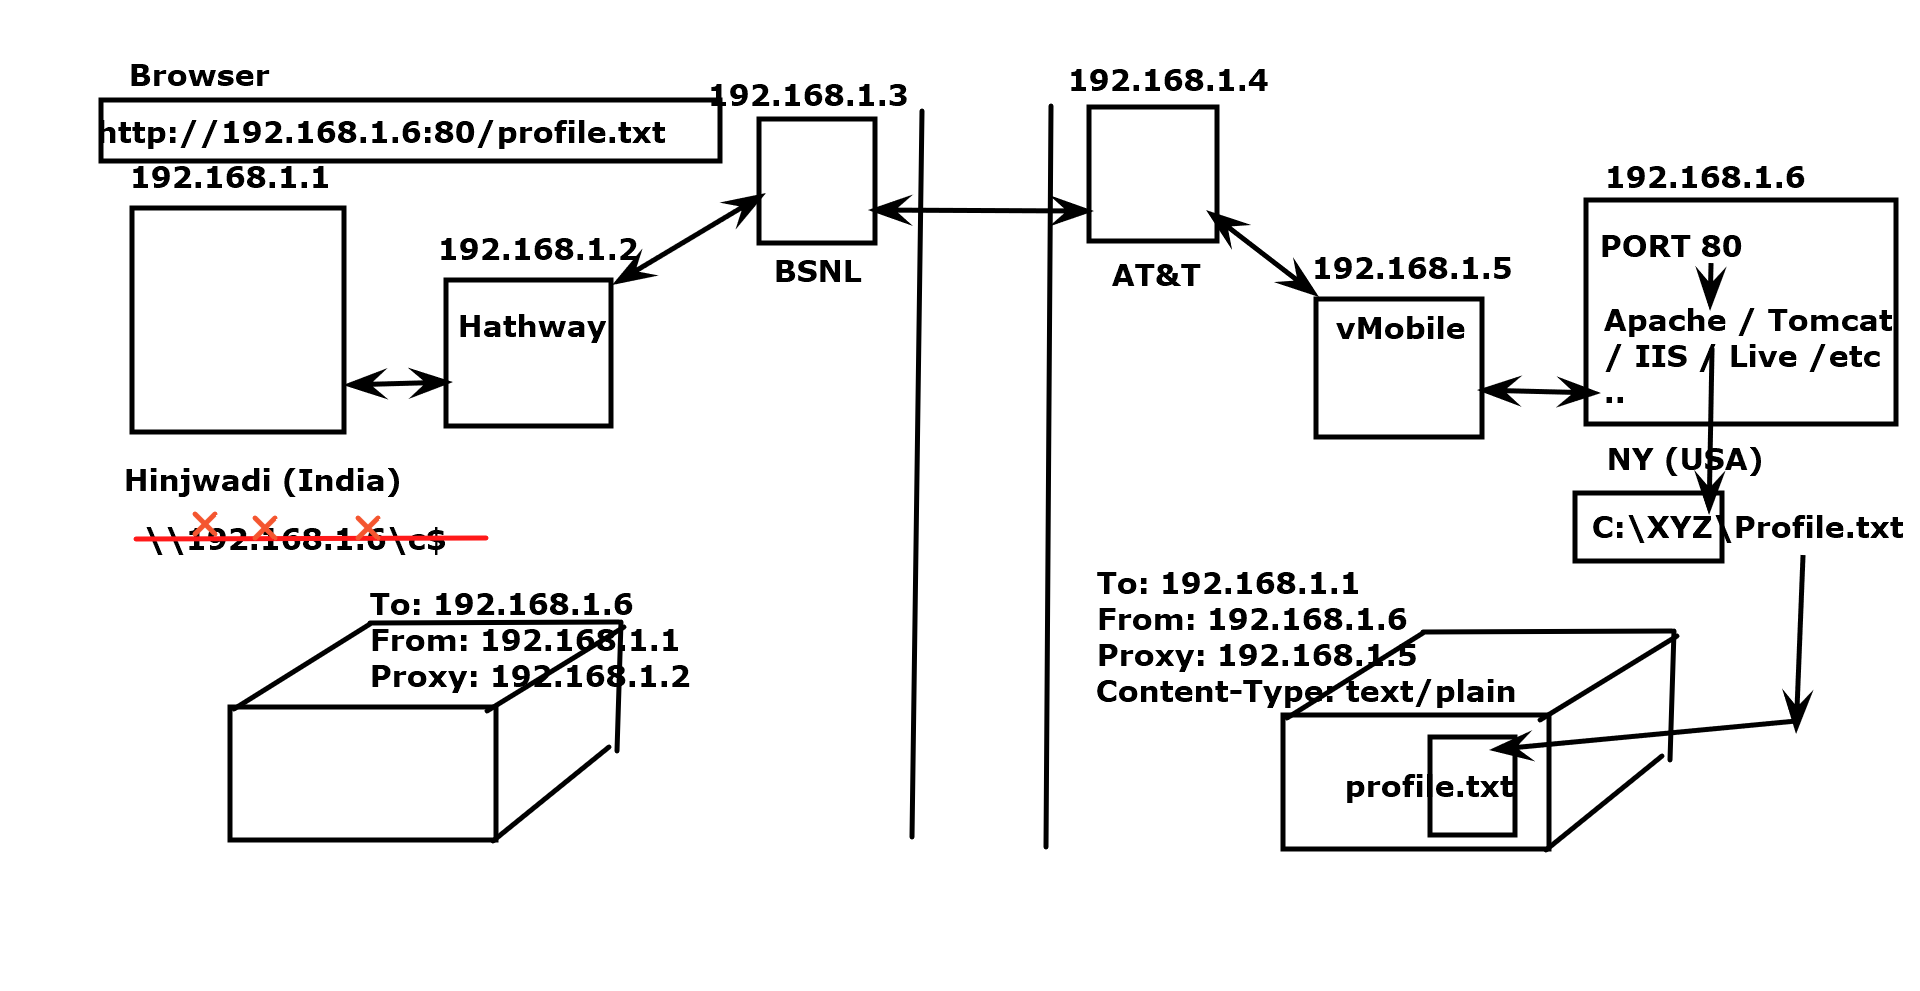 Browser
http://192.168.1.6:80/profile.txt
192.168.1.1
192.168.1.2
Hathway
192.168.1.3
BSNL
192.168.1.4
AT&T
192.168.1.5
vMobile
192.168.1.6
PORT 80
Apache / Tomcat
/ IIS / Live /etc
..
NY (USA)
C:\XYZ\Profile.txt
Hinjwadi (India)
\\192.168.1.6\c$
To: 192.168.1.6
From: 192.168.1.1
Proxy: 192.168.1.2
To: 192.168.1.1
From: 192.168.1.6
Proxy: 192.168.1.5
Content-Type: text/plain
profile.txt